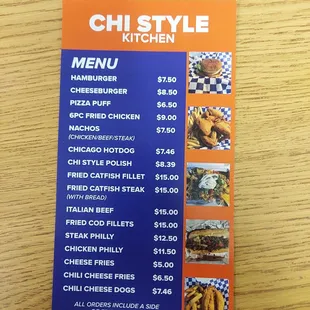 CHI STYLE
KITCHEN
MENU
HAMBURGER $7.50
CHEESEBURGER $8.50
PIZZA PUFF $6.50
6PC FRIED CHICKEN $9.00
NACHOS $7.50
(CHICKEN/BEEF/STEAK)
CHICAGO HOTDOG $7.46
CHI STYLE POLISH $8.39
FRIED CATFISH FILLET $15.00
FRIED CATFISH STEAK $15.00
(WITH BREAD)
ITALIAN BEEF $15.00
FRIED COD FILLETS $15.00
STEAK PHILLY $12.50
CHICKEN PHILLY $11.50
CHEESE FRIES $5.00
CHILI CHEESE FRIES $6.50
CHILI CHEESE DOGS $7.46
ALL ORDERS INCLUDE A SIDE